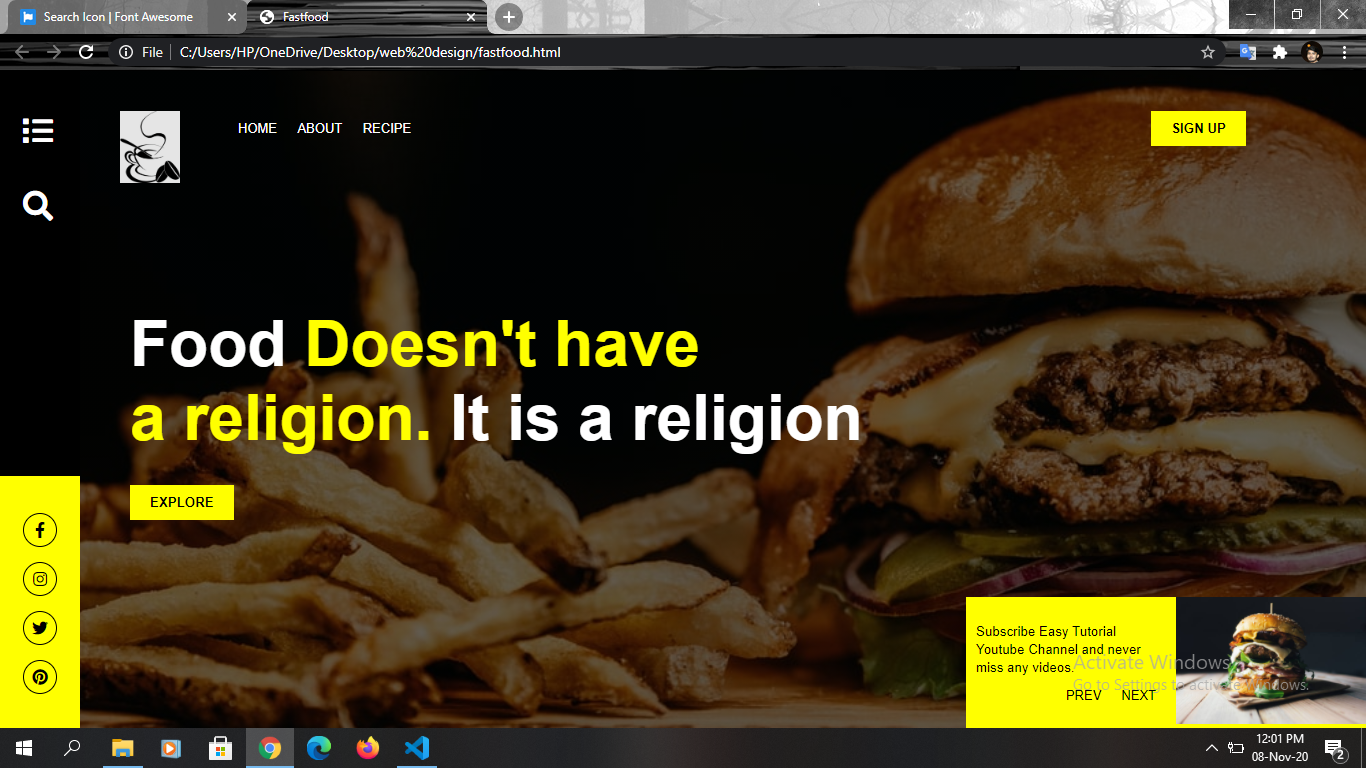 Search Icon | Font Awesome
Fastfood
File
C:/Users/HP/OneDrive/Desktop/web%20design/fastfood.html
HOME ABOUT RECIPE
SIGN UP
Food Doesn't have
a religion. It is a religion
EXPLORE
Subscribe Easy Tutorial
Youtube Channel and never
miss any videos.
PREV NEXT
Activate Windows
Go to Settings to activate Windows.
12:01 PM
08-Nov-20
2